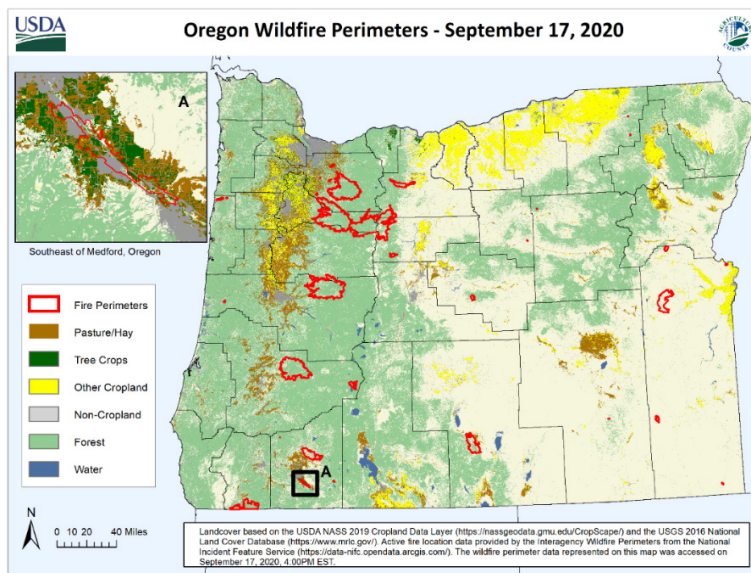 USDA
Oregon Wildfire Perimeters - September 17, 2020
AGRICULTURE
COUNTS
A
Southeast of Medford, Oregon
Fire Perimeters
Pasture/Hay
Tree Crops
Other Cropland
Non-Cropland
Forest
Water
A
N
0 10 20 40 Miles
Landcover based on the USDA NASS 2019 Cropland Data Layer (https://nassgeodata.gmu.edu/CropScape/) and the USGS 2016 National
Land Cover Database (https://www.mrlc.gov/). Active fire location data provided by the Interagency Wildfire Perimeters from the National
Incident Feature Service (https://data-nifc.opendata.arcgis.com/). The wildfire perimeter data represented on this map was accessed on
September 17, 2020, 4:00PM EST.